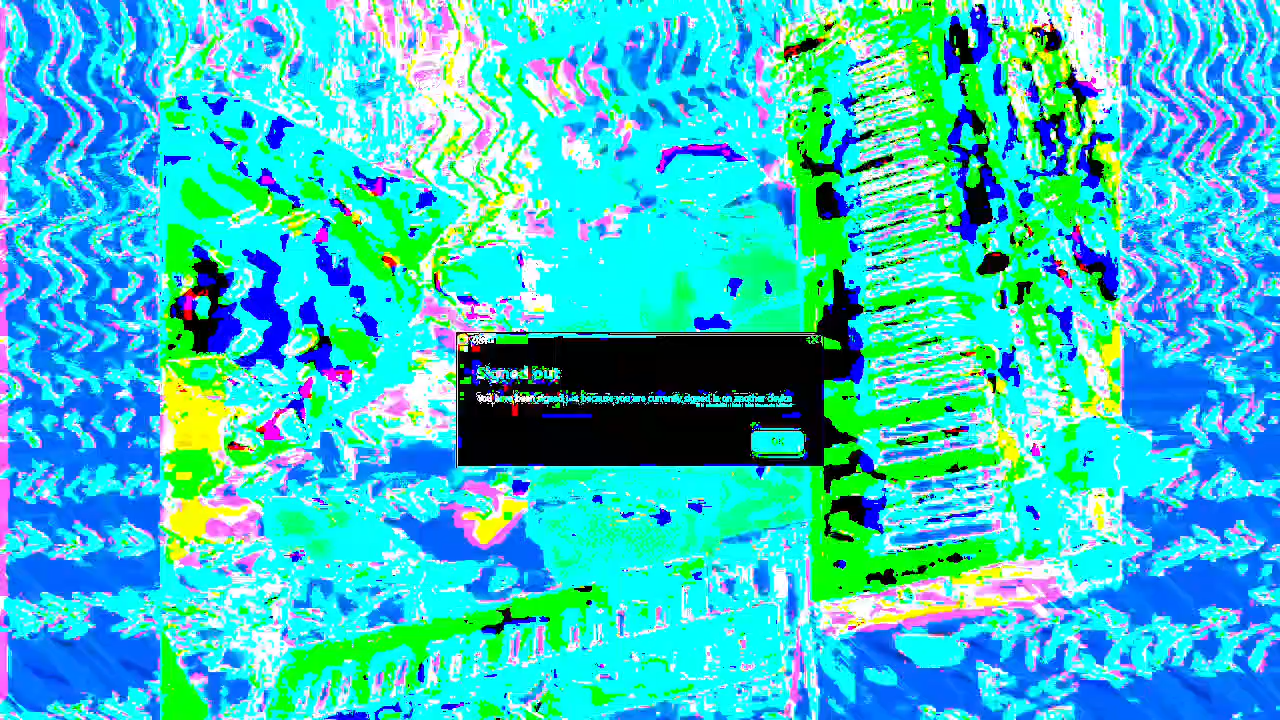 Signed out
You have been signed out because you are currently signed in on another device
OK